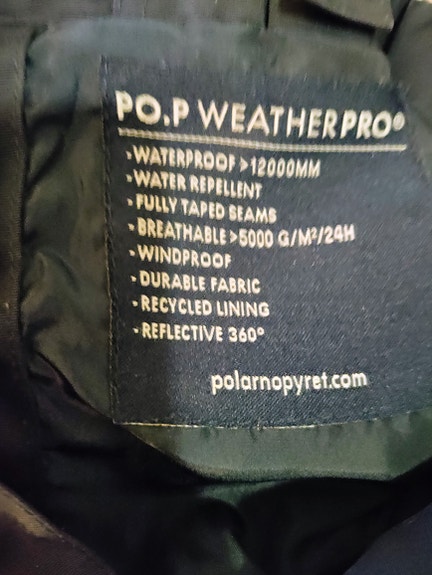 PO.P WEATHERPRO®
·WATERPROOF >12000MM
·WATER REPELLENT
·FULLY TAPED SEAMS
·BREATHABLE >5000 G/M²/24H
·WINDPROOF
·DURABLE FABRIC
·RECYCLED LINING
·REFLECTIVE 360°
polarnopyret.com